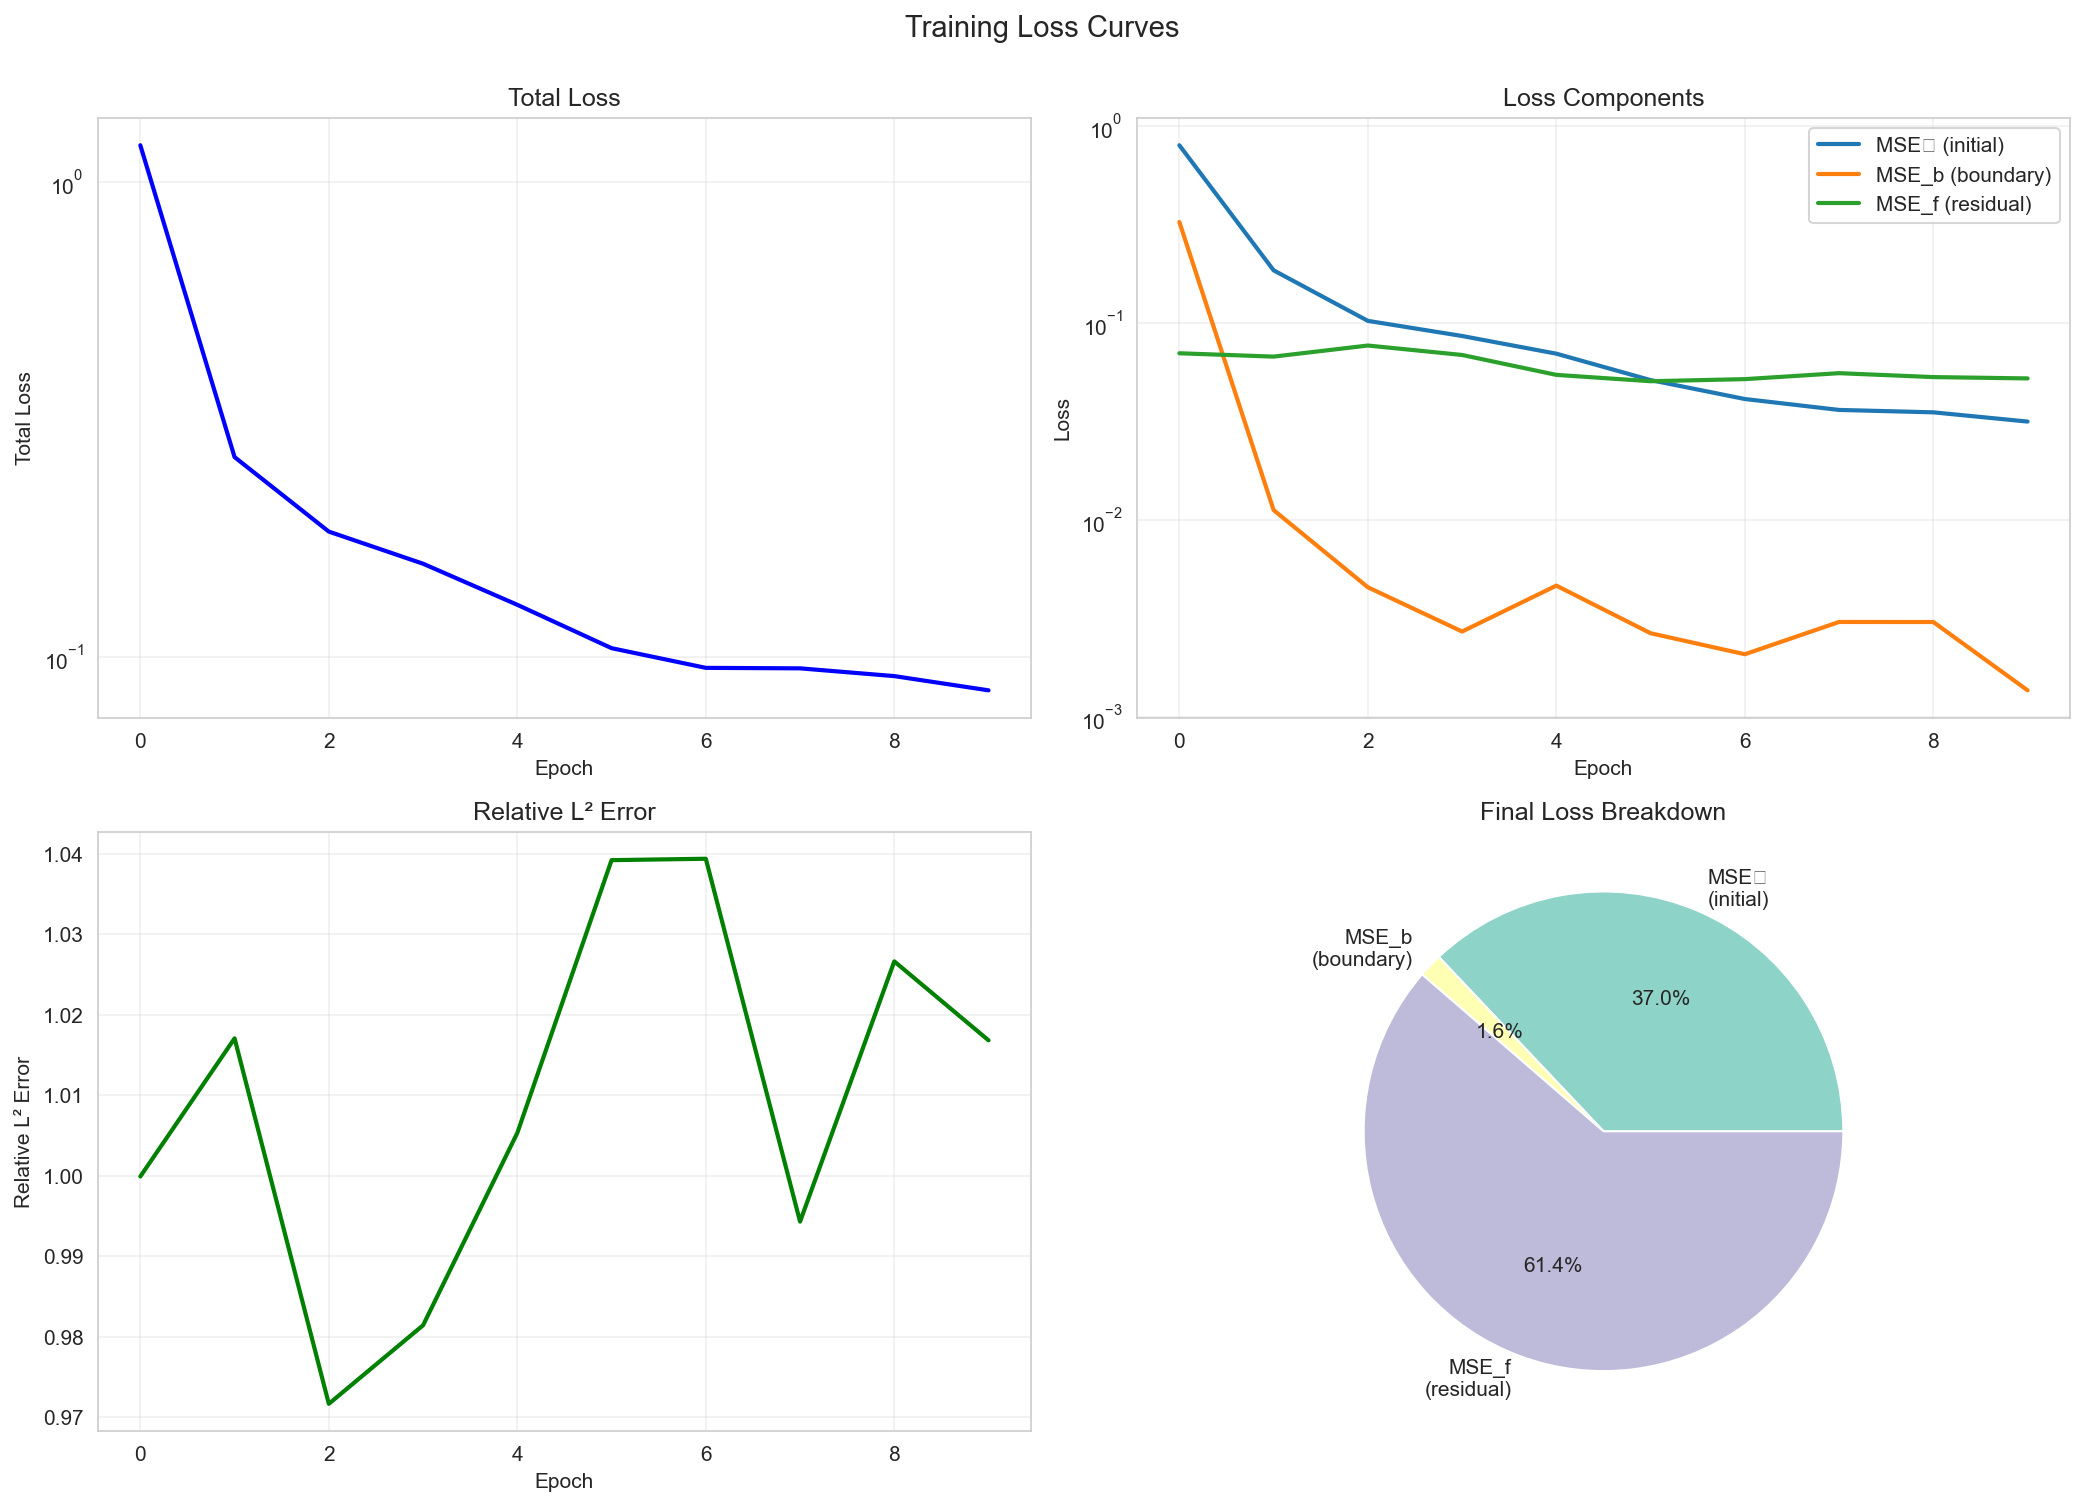 Training Loss Curves
Total Loss
Total Loss
10⁰
10⁻¹
0 2 4 6 8
Epoch
Loss Components
Loss
10⁰
10⁻¹
10⁻²
10⁻³
MSE□ (initial)
MSE_b (boundary)
MSE_f (residual)
0 2 4 6 8
Epoch
Relative L² Error
Relative L² Error
1.04
1.03
1.02
1.01
1.00
0.99
0.98
0.97
0 2 4 6 8
Epoch
Final Loss Breakdown
MSE□
(initial)
MSE_b
(boundary)
37.0%
1.6%
61.4%
MSE_f
(residual)